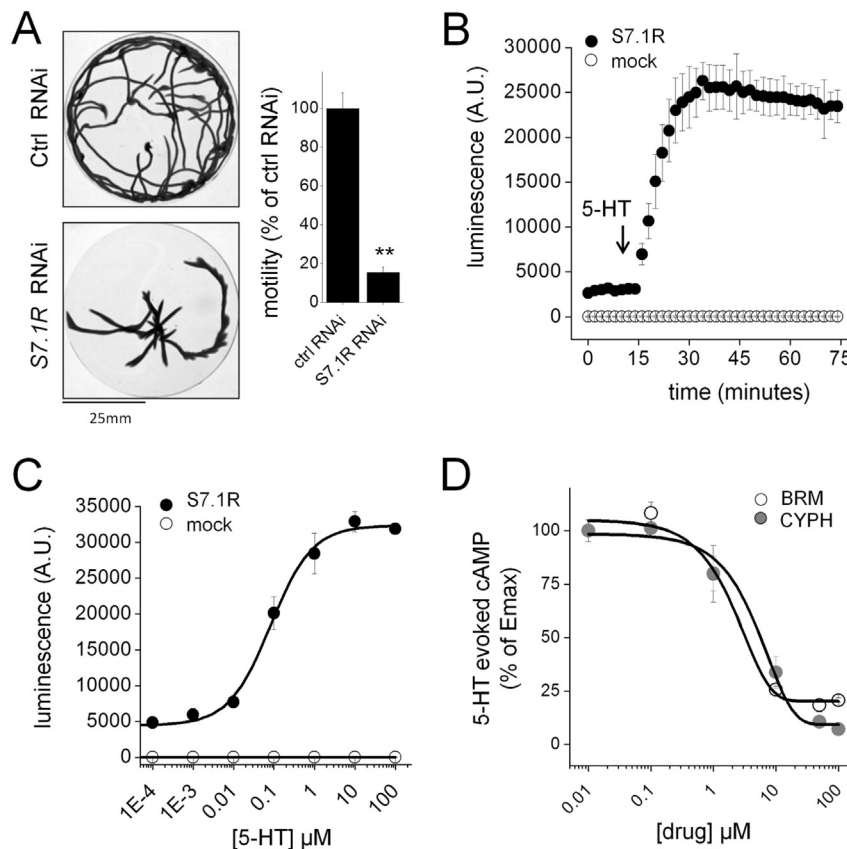 A
Ctrl RNAi
S7.1R RNAi
25mm
motility (% of ctrl RNAi)
100
80
60
40
20
0
**
ctrl RNAi
S7.1R RNAi
B
S7.1R
mock
luminescence (A.U.)
30000
25000
20000
15000
10000
5000
0
5-HT
0 15 30 45 60 75
time (minutes)
C
S7.1R
mock
luminescence (A.U.)
35000
30000
25000
20000
15000
10000
5000
0
1E-4 1E-3 0.01 0.1 1 10 100
[5-HT] µM
D
BRM
CYPH
5-HT evoked cAMP
(% of Emax)
100
75
50
25
0
0.01 0.1 1 10 100
[drug] µM